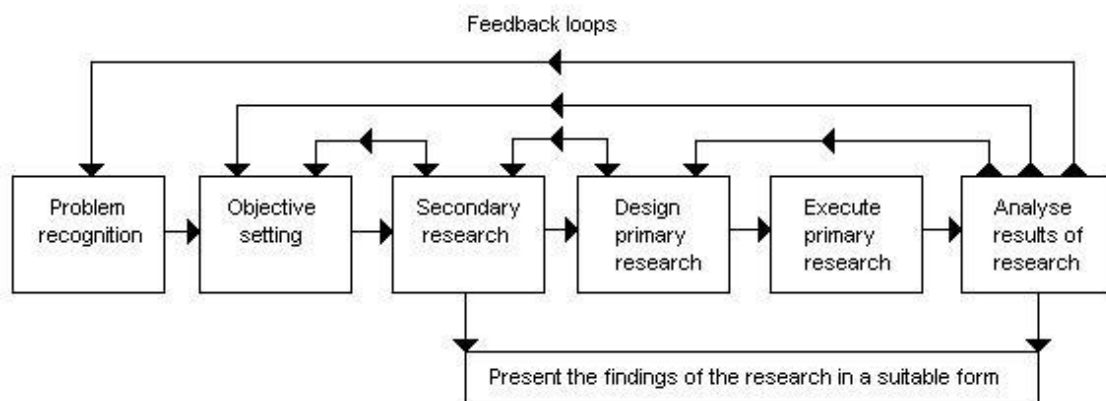 Feedback loops
Problem
recognition
Objective
setting
Secondary
research
Design
primary
research
Execute
primary
research
Analyse
results of
research
Present the findings of the research in a suitable form